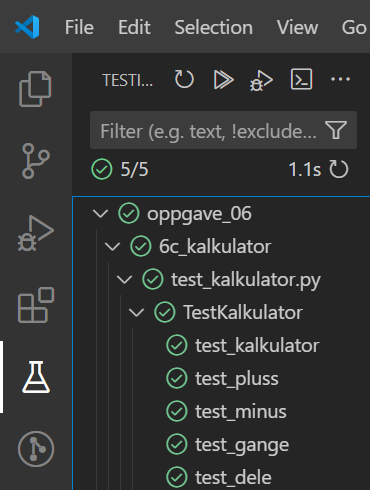 File Edit Selection View Go
TESTI...
Filter (e.g. text, !exclude...
5/5 1.1s
oppgave_06
6c_kalkulator
test_kalkulator.py
TestKalkulator
test_kalkulator
test_pluss
test_minus
test_gange
test_dele